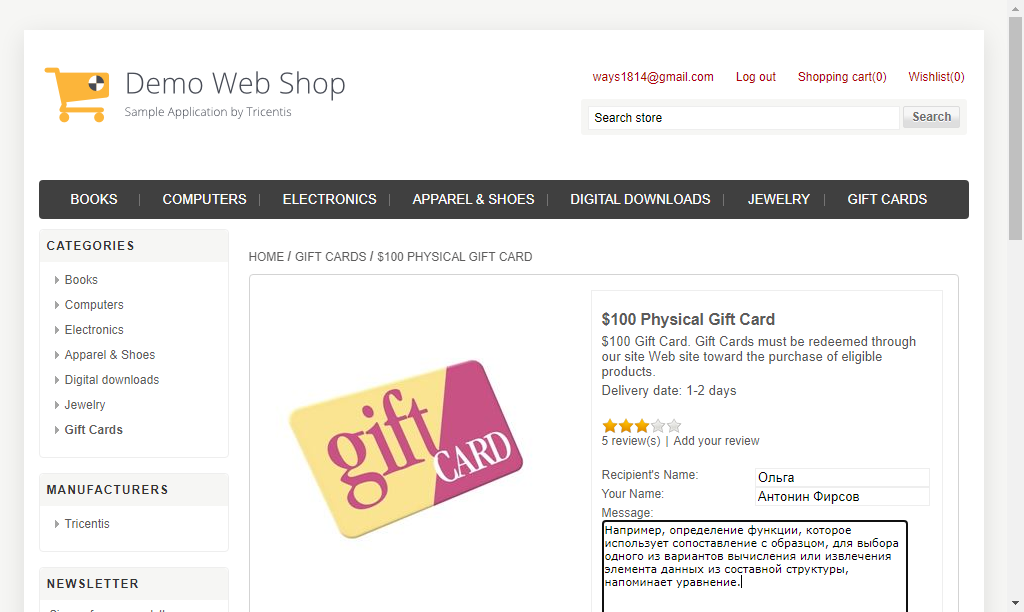 Demo Web Shop
Sample Application by Tricentis
ways1814@gmail.com Log out Shopping cart(0) Wishlist(0)
Search store Search
BOOKS COMPUTERS ELECTRONICS APPAREL & SHOES DIGITAL DOWNLOADS JEWELRY GIFT CARDS
CATEGORIES
Books
Computers
Electronics
Apparel & Shoes
Digital downloads
Jewelry
Gift Cards
MANUFACTURERS
Tricentis
NEWSLETTER
HOME / GIFT CARDS / $100 PHYSICAL GIFT CARD
gift
CARD
$100 Physical Gift Card
$100 Gift Card. Gift Cards must be redeemed through
our site Web site toward the purchase of eligible
products.
Delivery date: 1-2 days
5 review(s) | Add your review
Recipient's Name: Ольга
Your Name: Антонин Фирсов
Message:
Например, определение функции, которое
использует сопоставление с образцом, для выбора
одного из вариантов вычисления или извлечения
элемента данных из составной структуры,
напоминает уравнение.